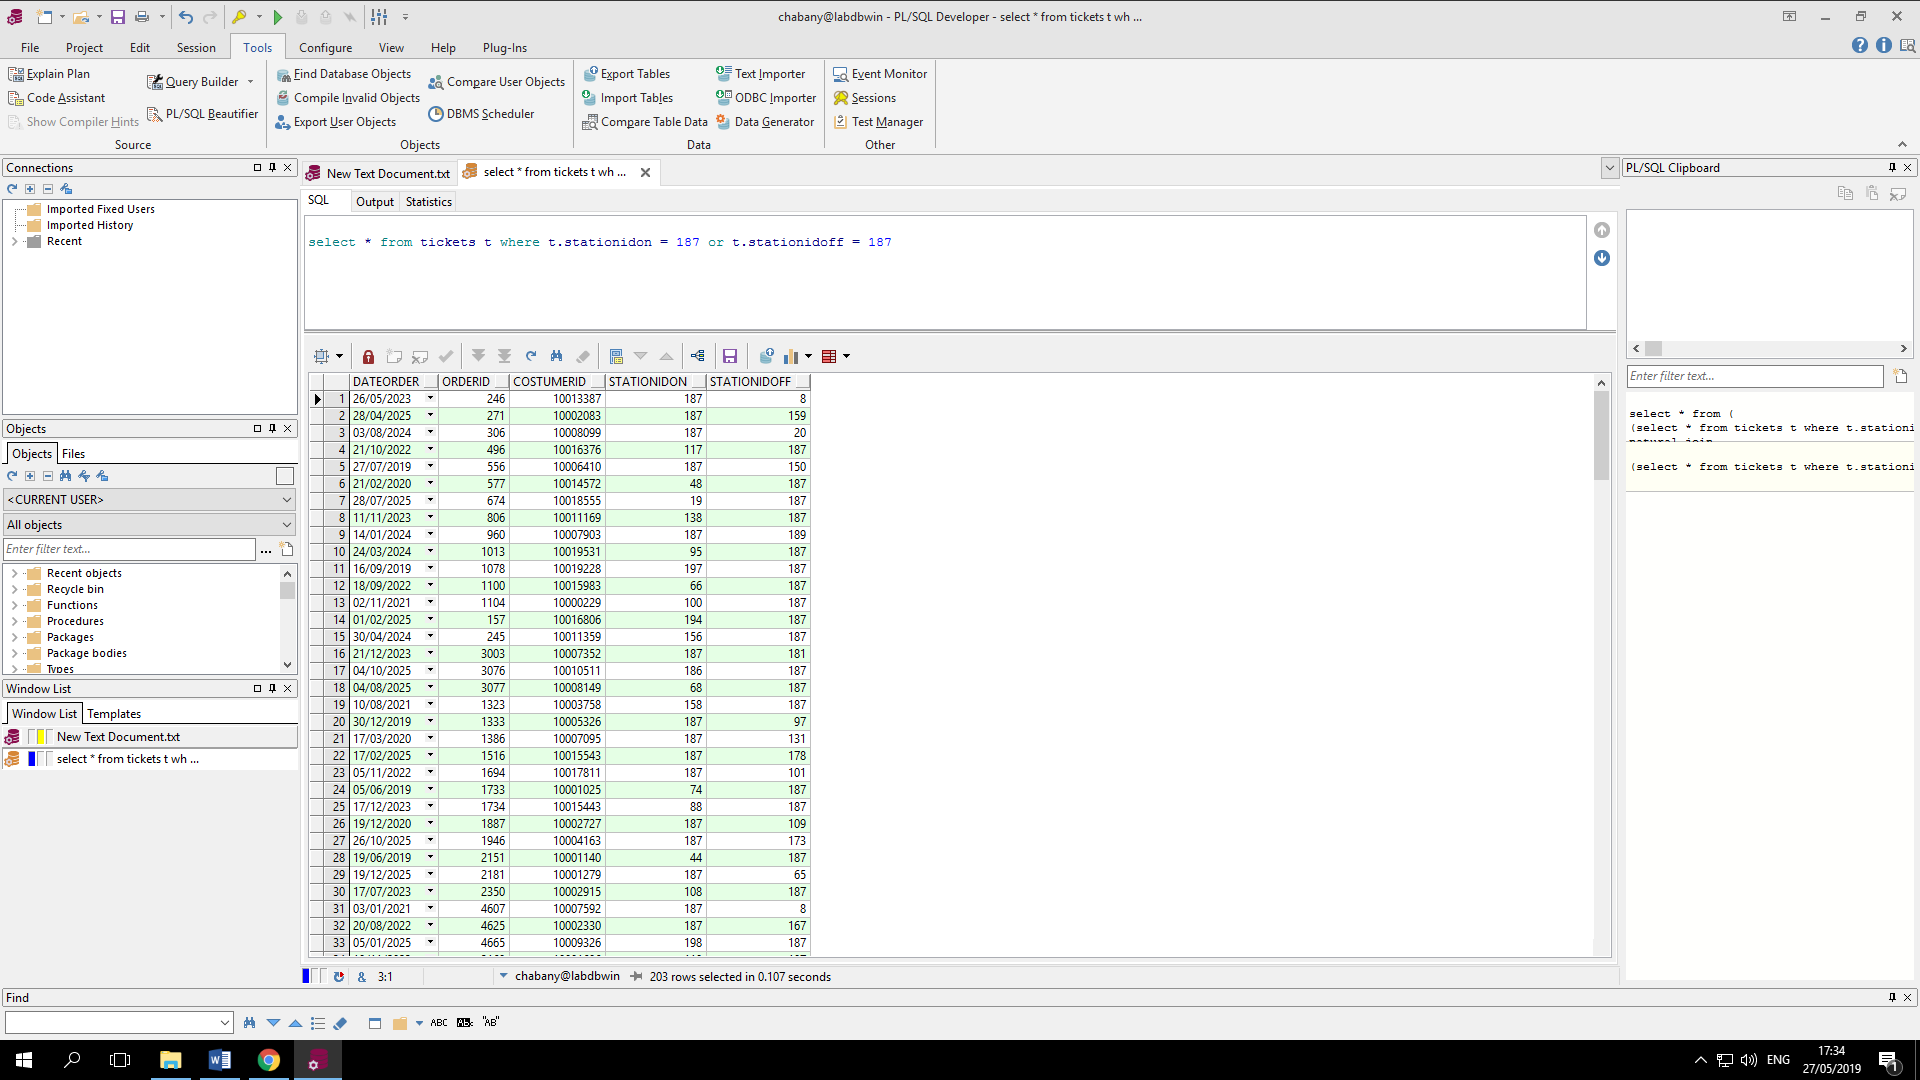 chabany@labdbwin - PL/SQL Developer - select * from tickets t wh ...
File Project Edit Session Tools Configure View Help Plug-Ins
Explain Plan
Code Assistant
Show Compiler Hints
Query Builder
PL/SQL Beautifier
Source
Find Database Objects
Compile Invalid Objects
Export User Objects
Compare User Objects
DBMS Scheduler
Objects
Export Tables
Import Tables
Compare Table Data
Text Importer
ODBC Importer
Data Generator
Data
Event Monitor
Sessions
Test Manager
Other
Connections
Imported Fixed Users
Imported History
Recent
Objects
Objects Files
<CURRENT USER>
All objects
Enter filter text...
Recent objects
Recycle bin
Functions
Procedures
Packages
Package bodies
Types
Window List
Window List Templates
New Text Document.txt
select * from tickets t wh ...
New Text Document.txt select * from tickets t wh ...
SQL Output Statistics
select * from tickets t where t.stationidon = 187 or t.stationidoff = 187
DATEORDER ORDERID COSTUMERID STATIONIDON STATIONIDOFF
1 26/05/2023 246 10013387 187 8
2 28/04/2025 271 10002083 187 159
3 03/08/2024 306 10008099 187 20
4 21/10/2022 496 10016376 117 187
5 27/07/2019 556 10006410 187 150
6 21/02/2020 577 10014572 48 187
7 28/07/2025 674 10018555 19 187
8 11/11/2023 806 10011169 138 187
9 14/01/2024 960 10007903 187 189
10 24/03/2024 1013 10019531 95 187
11 16/09/2019 1078 10019228 197 187
12 18/09/2022 1100 10015983 66 187
13 02/11/2021 1104 10000229 100 187
14 01/02/2025 157 10016806 194 187
15 30/04/2024 245 10011359 156 187
16 21/12/2023 3003 10007352 187 181
17 04/10/2025 3076 10010511 186 187
18 04/08/2025 3077 10008149 68 187
19 10/08/2021 1323 10003758 158 187
20 30/12/2019 1333 10005326 187 97
21 17/03/2020 1386 10007095 187 131
22 17/02/2025 1516 10015543 187 178
23 05/11/2022 1694 10017811 187 101
24 05/06/2019 1733 10001025 74 187
25 17/12/2023 1734 10015443 88 187
26 19/12/2020 1887 10002727 187 109
27 26/10/2025 1946 10004163 187 173
28 19/06/2019 2151 10001140 44 187
29 19/12/2025 2181 10001279 187 65
30 17/07/2023 2350 10002915 108 187
31 03/01/2021 4607 10007592 187 8
32 20/08/2022 4625 10002330 187 167
33 05/01/2025 4665 10009326 198 187
& 3:1 chabany@labdbwin 203 rows selected in 0.107 seconds
PL/SQL Clipboard
Enter filter text...
select * from (
(select * from tickets t where t.stationi
natural join
(select * from tickets t where t.stationi
Find
ABC AB "AB"
ENG
17:34
27/05/2019
1